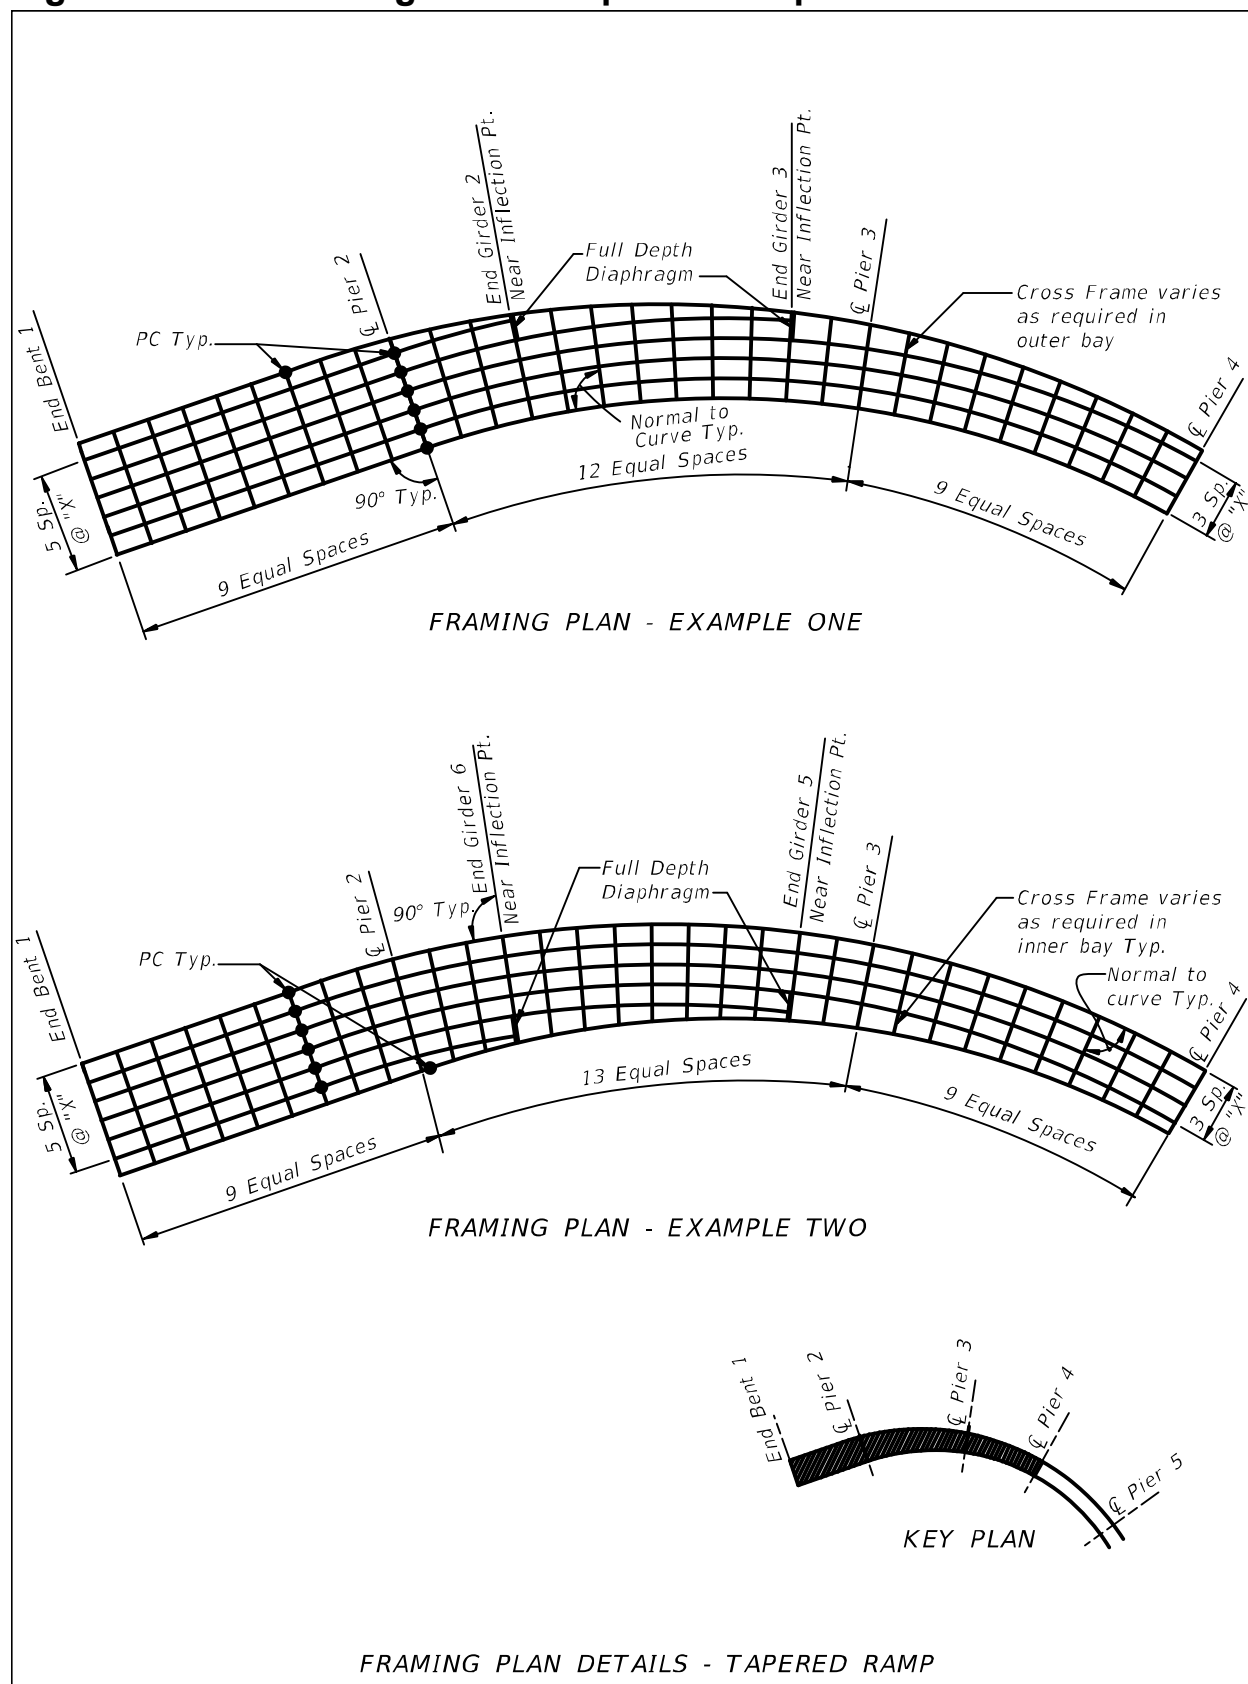 End Bent 1
PC Typ.
℄ Pier 2
End Girder 2
Near Inflection Pt.
Full Depth
Diaphragm
End Girder 3
Near Inflection Pt.
℄ Pier 3
Cross Frame varies
as required in
outer bay
℄ Pier 4
Normal to
Curve Typ.
90° Typ.
5 Sp.
@ "X"
9 Equal Spaces
12 Equal Spaces
9 Equal Spaces
3 Sp.
@ "X"
FRAMING PLAN - EXAMPLE ONE
End Bent 1
PC Typ.
℄ Pier 2
90° Typ.
End Girder 6
Near Inflection Pt.
Full Depth
Diaphragm
End Girder 5
Near Inflection Pt.
℄ Pier 3
Cross Frame varies
as required in
inner bay Typ.
Normal to
curve Typ.
℄ Pier 4
5 Sp.
@ "X"
9 Equal Spaces
13 Equal Spaces
9 Equal Spaces
3 Sp.
@ "X"
FRAMING PLAN - EXAMPLE TWO
End Bent 1
℄ Pier 2
℄ Pier 3
℄ Pier 4
℄ Pier 5
KEY PLAN
FRAMING PLAN DETAILS - TAPERED RAMP